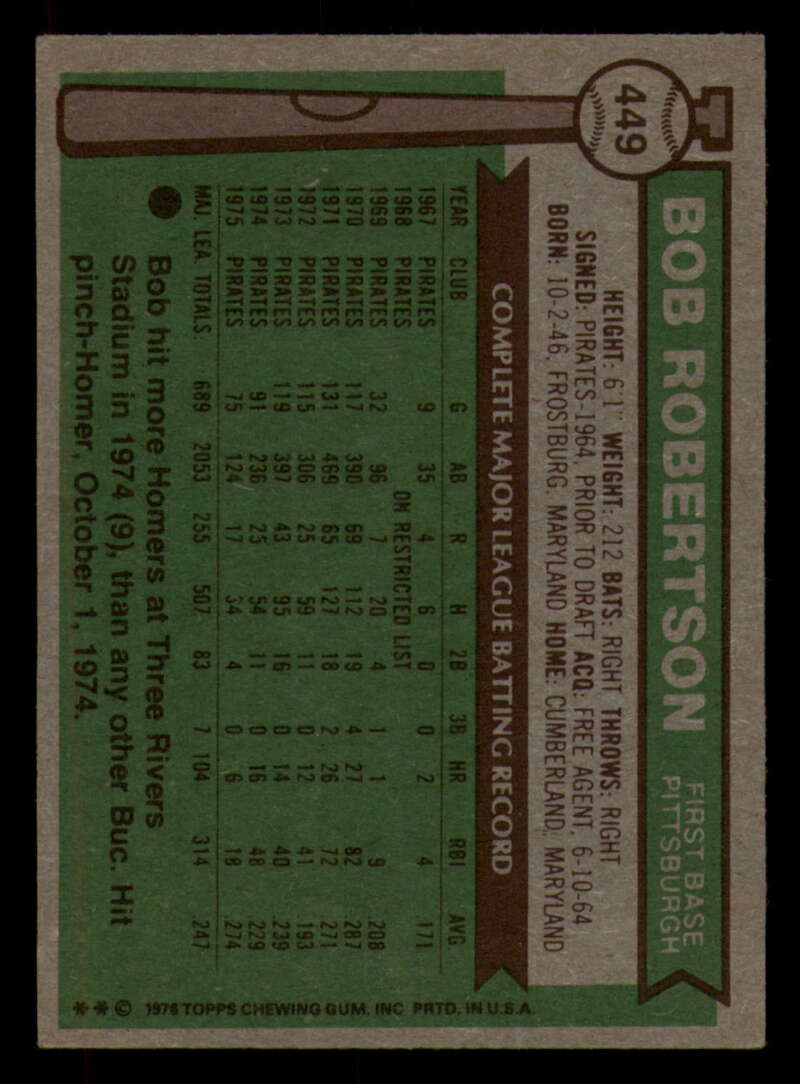 449
BOB ROBERTSON
FIRST BASE
PITTSBURGH
HEIGHT: 6'1" WEIGHT: 212 BATS: RIGHT THROWS: RIGHT
SIGNED: PIRATES-1964, PRIOR TO DRAFT ACQ: FREE AGENT, 6-10-64
BORN: 10-2-46, FROSTBURG, MARYLAND HOME: CUMBERLAND, MARYLAND
COMPLETE MAJOR LEAGUE BATTING RECORD
YEAR CLUB G AB R H 2B 3B HR RBI AVG.
1967 PIRATES 9 35 4 6 0 0 2 4 .171
1968 PIRATES ON RESTRICTED LIST
1969 PIRATES 32 96 7 20 4 1 1 9 .208
1970 PIRATES 117 390 69 112 19 4 27 82 .287
1971 PIRATES 131 469 65 127 18 2 26 72 .271
1972 PIRATES 115 306 25 59 11 0 12 41 .193
1973 PIRATES 119 397 43 95 16 0 14 40 .239
1974 PIRATES 91 236 25 54 11 0 16 48 .229
1975 PIRATES 75 124 17 34 4 0 6 18 .274
MAJ. LEA. TOTALS: 689 2053 255 507 83 7 104 314 .247
Bob hit more Homers at Three Rivers
Stadium in 1974 (9), than any other Buc. Hit
pinch-Homer, October 1, 1974.
* * © 1976 TOPPS CHEWING GUM, INC PRTD. IN U.S.A.